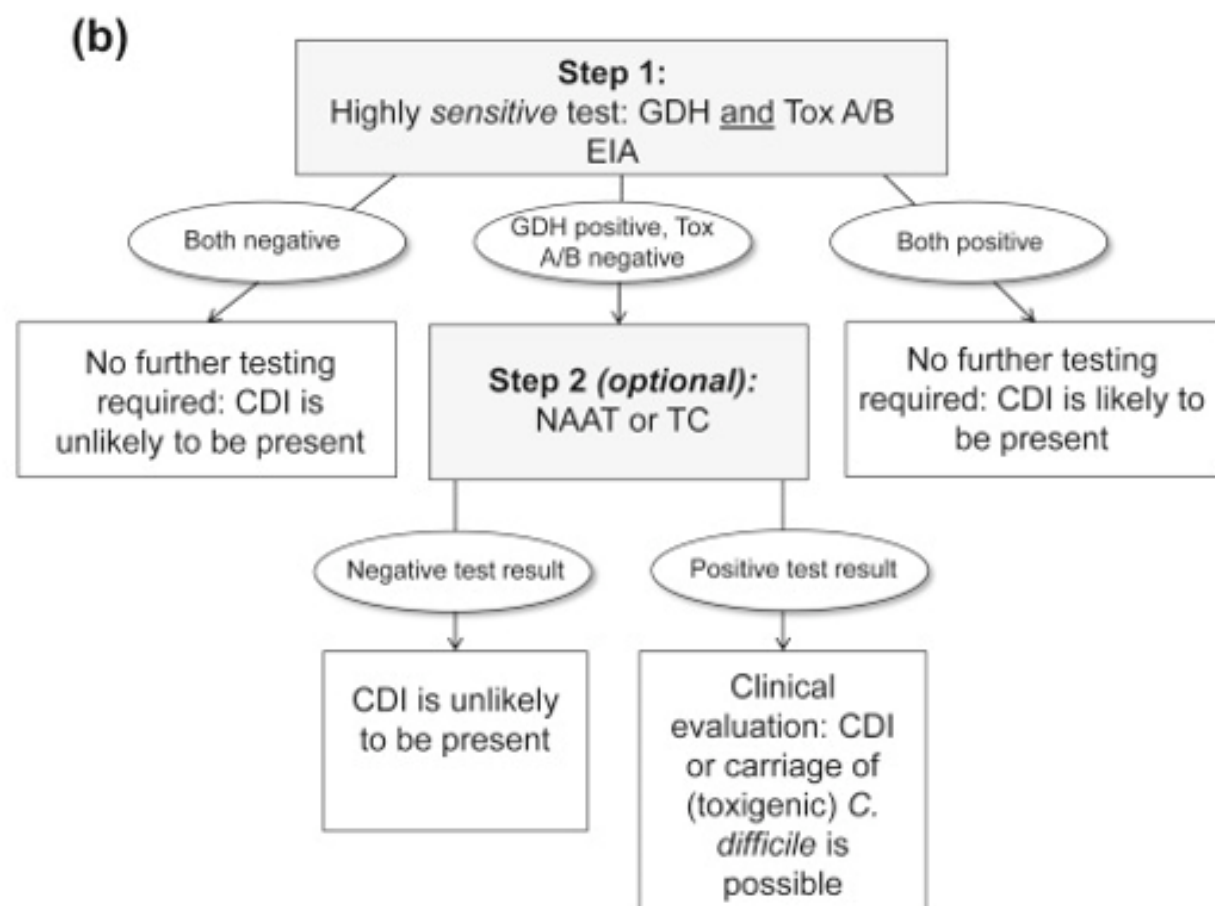 (b)
Step 1:
Highly sensitive test: GDH and Tox A/B
EIA
Both negative
GDH positive, Tox
A/B negative
Both positive
No further testing
required: CDI is
unlikely to be present
Step 2 (optional):
NAAT or TC
No further testing
required: CDI is likely to
be present
Negative test result
Positive test result
CDI is unlikely
to be present
Clinical
evaluation: CDI
or carriage of
(toxigenic) C.
difficile is
possible